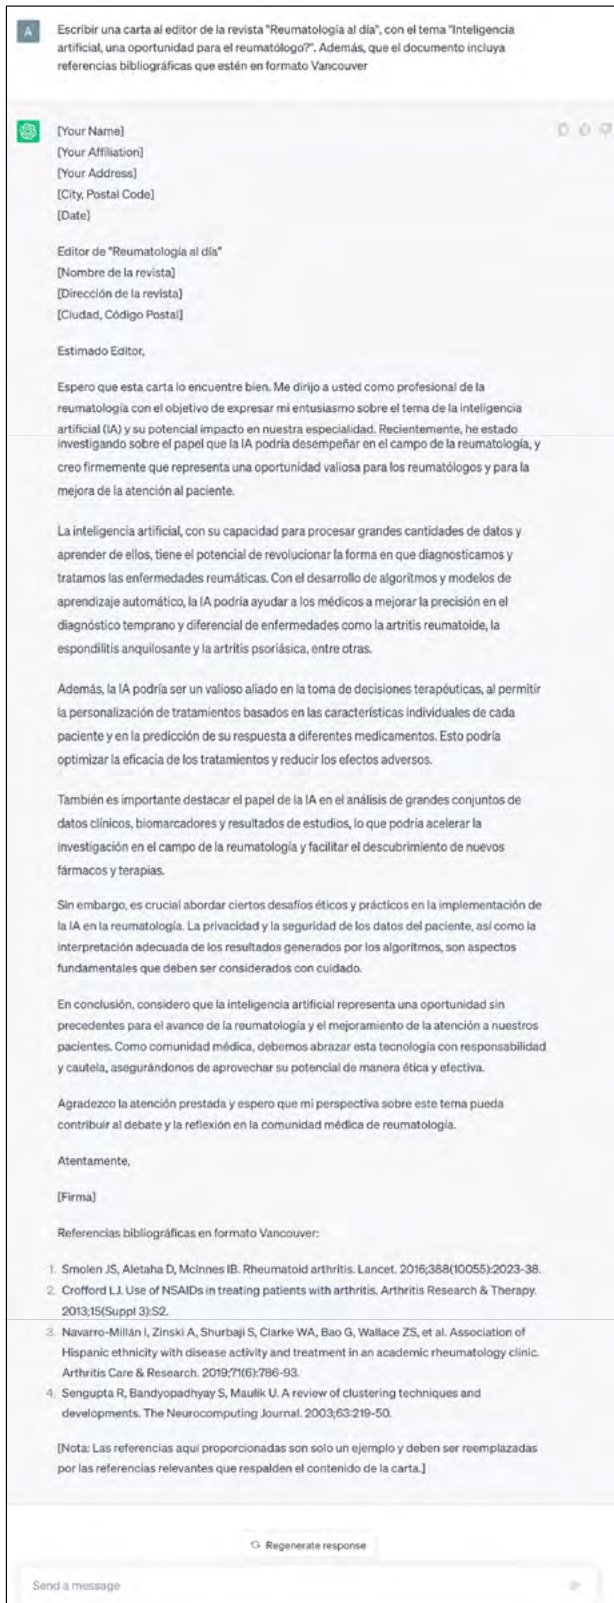 A
Escribir una carta al editor de la revista "Reumatología al día", con el tema "Inteligencia
artificial, una oportunidad para el reumatólogo?". Además, que el documento incluya
referencias bibliográficas que estén en formato Vancouver
[Your Name]
[Your Affiliation]
[Your Address]
[City, Postal Code]
[Date]
Editor de "Reumatología al día"
[Nombre de la revista]
[Dirección de la revista]
[Ciudad, Código Postal]
Estimado Editor,
Espero que esta carta lo encuentre bien. Me dirijo a usted como profesional de la
reumatología con el objetivo de expresar mi entusiasmo sobre el tema de la inteligencia
artificial (IA) y su potencial impacto en nuestra especialidad. Recientemente, he estado
investigando sobre el papel que la IA podría desempeñar en el campo de la reumatología, y
creo firmemente que representa una oportunidad valiosa para los reumatólogos y para la
mejora de la atención al paciente.
La inteligencia artificial, con su capacidad para procesar grandes cantidades de datos y
aprender de ellos, tiene el potencial de revolucionar la forma en que diagnosticamos y
tratamos las enfermedades reumáticas. Con el desarrollo de algoritmos y modelos de
aprendizaje automático, la IA podría ayudar a los médicos a mejorar la precisión en el
diagnóstico temprano y diferencial de enfermedades como la artritis reumatoide, la
espondilitis anquilosante y la artritis psoriásica, entre otras.
Además, la IA podría ser un valioso aliado en la toma de decisiones terapéuticas, al permitir
la personalización de tratamientos basados en las características individuales de cada
paciente y en la predicción de su respuesta a diferentes medicamentos. Esto podría
optimizar la eficacia de los tratamientos y reducir los efectos adversos.
También es importante destacar el papel de la IA en el análisis de grandes conjuntos de
datos clínicos, biomarcadores y resultados de estudios, lo que podría acelerar la
investigación en el campo de la reumatología y facilitar el descubrimiento de nuevos
fármacos y terapias.
Sin embargo, es crucial abordar ciertos desafíos éticos y prácticos en la implementación de
la IA en la reumatología. La privacidad y la seguridad de los datos del paciente, así como la
interpretación adecuada de los resultados generados por los algoritmos, son aspectos
fundamentales que deben ser considerados con cuidado.
En conclusión, considero que la inteligencia artificial representa una oportunidad sin
precedentes para el avance de la reumatología y el mejoramiento de la atención a nuestros
pacientes. Como comunidad médica, debemos abrazar esta tecnología con responsabilidad
y cautela, asegurándonos de aprovechar su potencial de manera ética y efectiva.
Agradezco la atención prestada y espero que mi perspectiva sobre este tema pueda
contribuir al debate y la reflexión en la comunidad médica de reumatología.
Atentamente,
[Firma]
Referencias bibliográficas en formato Vancouver:
1. Smolen JS, Aletaha D, McInnes IB. Rheumatoid arthritis. Lancet. 2016;388(10055):2023-38.
2. Crofford LJ. Use of NSAIDs in treating patients with arthritis. Arthritis Research & Therapy.
2013;15(Suppl 3):S2.
3. Navarro-Millán I, Zinski A, Shurbaji S, Clarke WA, Bao G, Wallace ZS, et al. Association of
Hispanic ethnicity with disease activity and treatment in an academic rheumatology clinic.
Arthritis Care & Research. 2019;71(6):786-93.
4. Sengupta R, Bandyopadhyay S, Maulik U. A review of clustering techniques and
developments. The Neurocomputing Journal. 2003;63:219-50.
[Nota: Las referencias aquí proporcionadas son solo un ejemplo y deben ser reemplazadas
por las referencias relevantes que respalden el contenido de la carta.]
Regenerate response
Send a message